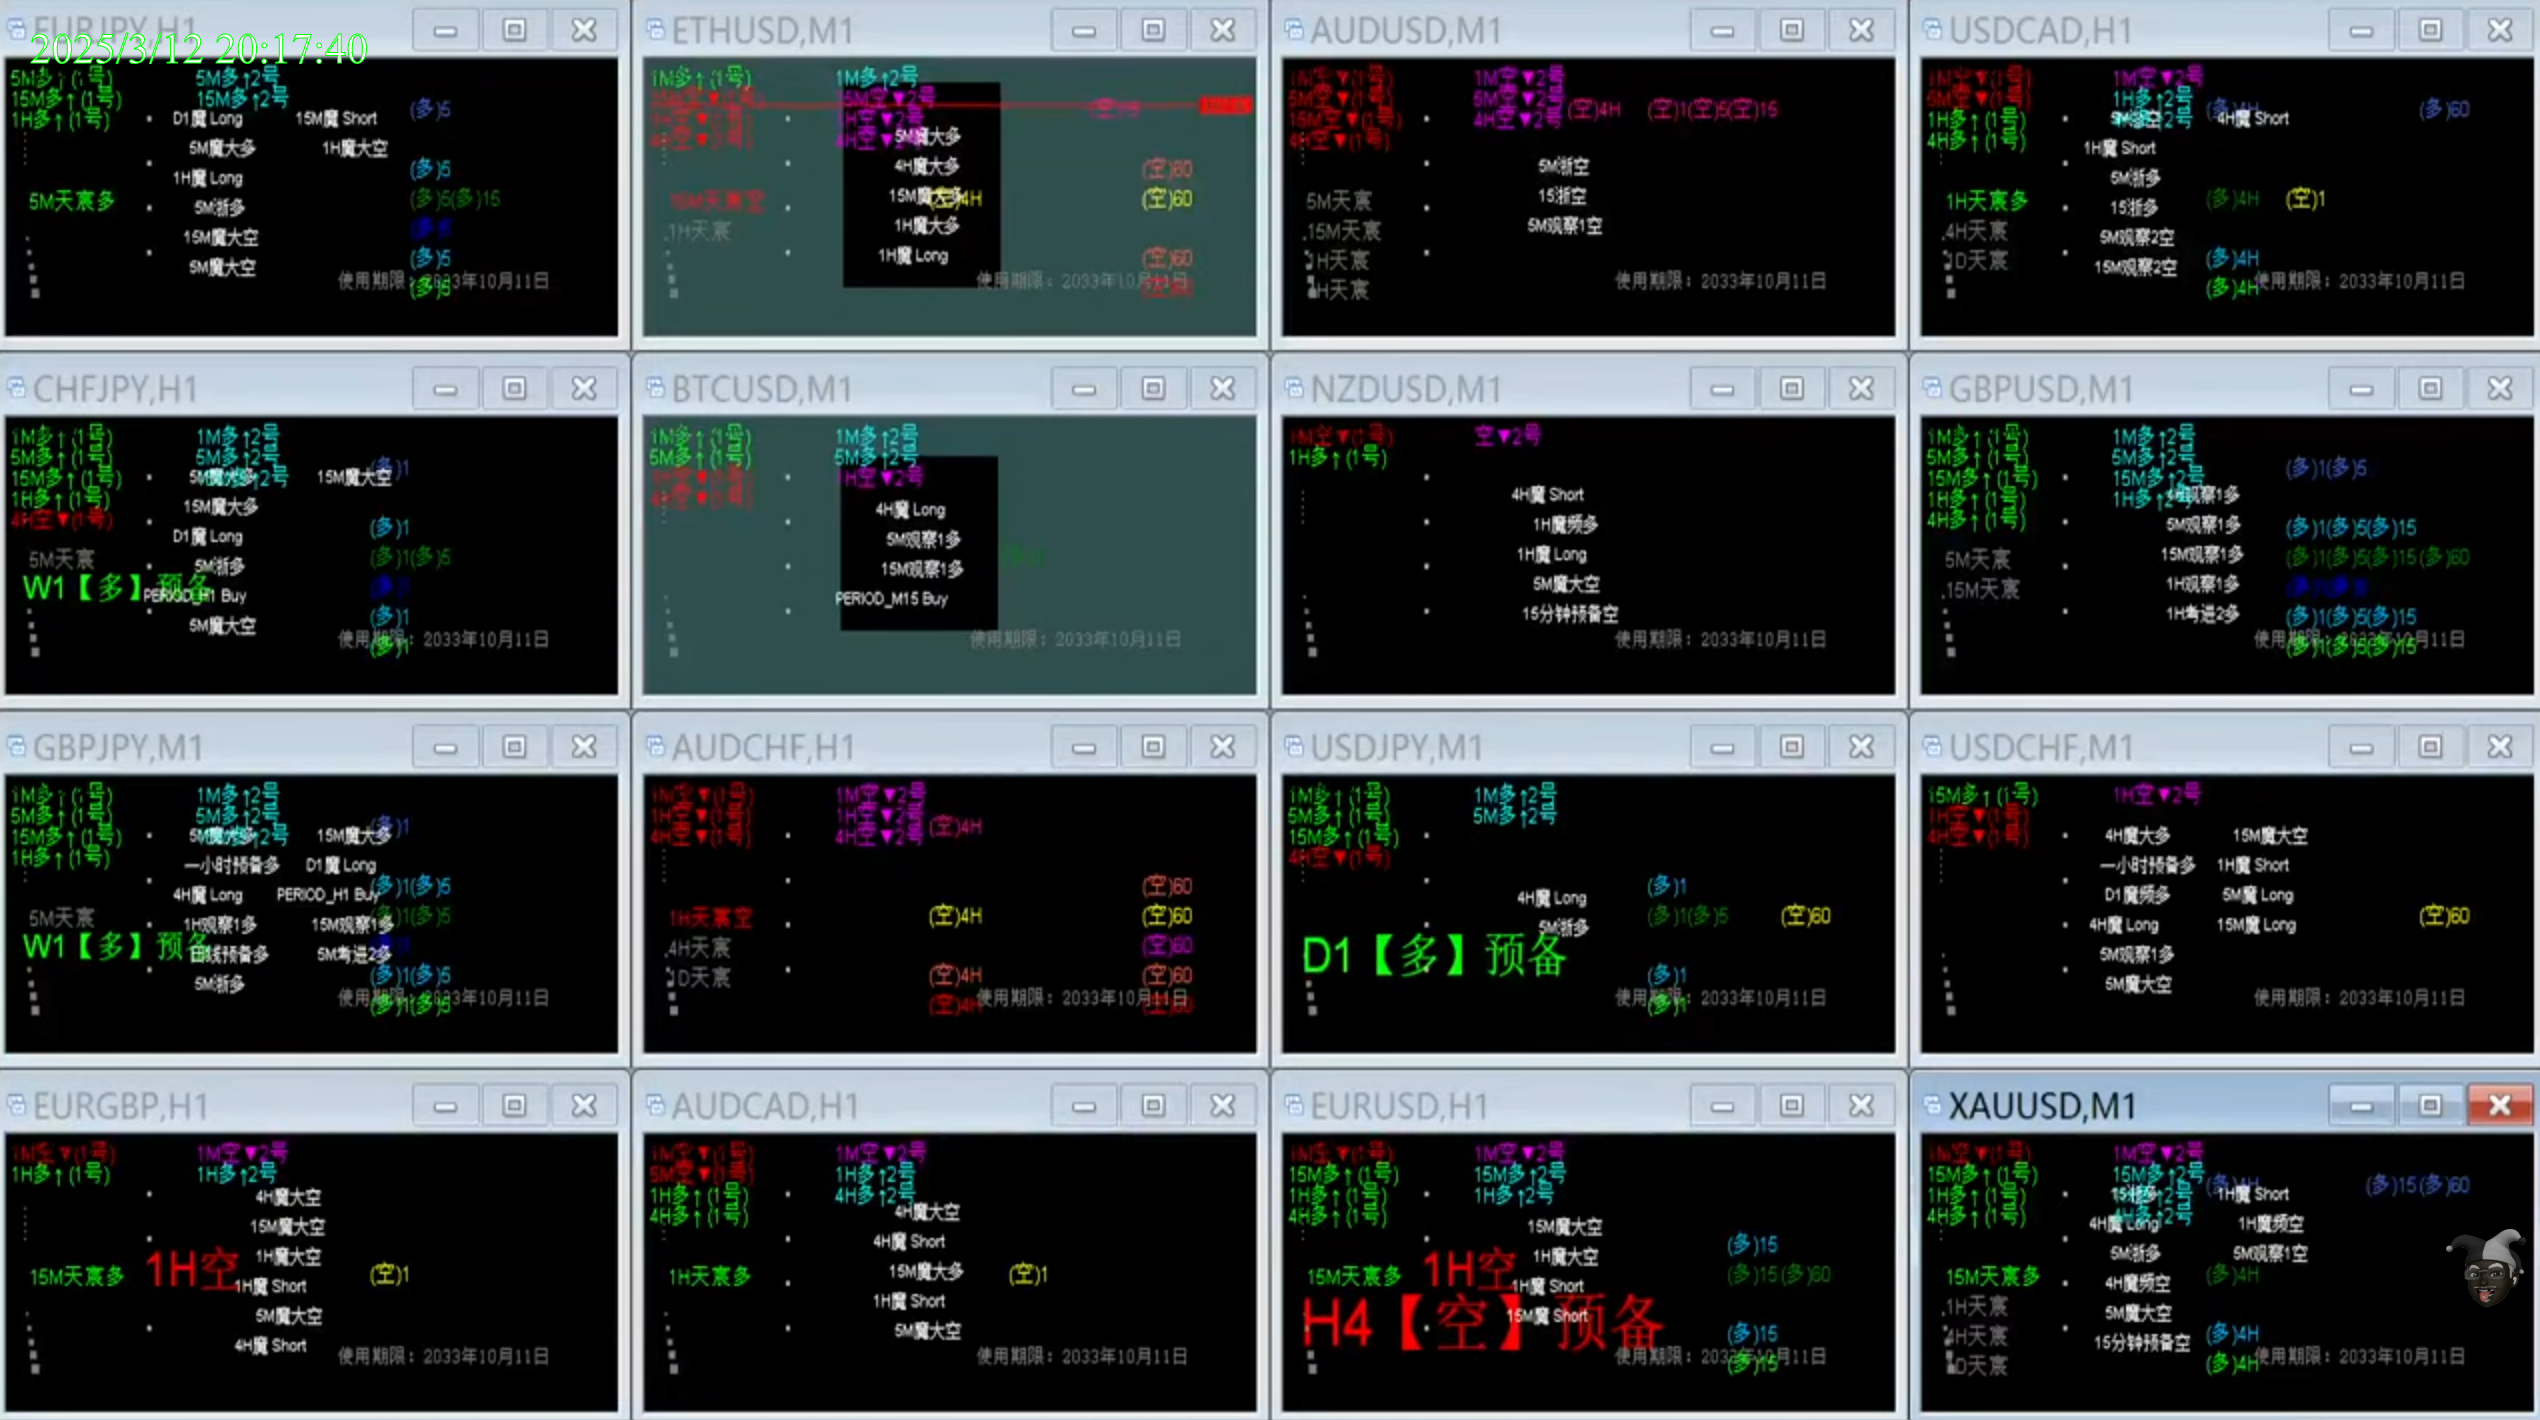 EURJPY,H1
2025/3/12 20:17:40
15M多↑(1号)
1H多↑(1号)
5M多↑2号
15M多↑2号
(多)5
D1魔 Long
15M魔 Short
5M魔大多
1H魔大空
1H魔 Long
(多)5
5M天宸多
5M浙多
(多)5(多)15
15M魔大空
5M魔大空
(多)5
(多)5
使用期限：2033年10月11日
ETHUSD,M1
1M多↑(1号)
1M多↑2号
5M空▼2号
1H空▼2号
4H空▼2号
5M魔大多
4H魔大多
(空)60
15M魔大多
(空)4H
(空)60
1H天宸
1H魔大多
1H魔 Long
(空)60
使用期限：2033年10月11日
AUDUSD,M1
1M空▼(1号)
5M空▼(1号)
15M空▼(1号)
4H空▼(1号)
1M空▼2号
5M空▼2号
4H空▼2号
(空)4H
(空)1(空)5(空)15
5M浙空
15浙空
5M观察1空
5M天宸
15M天宸
1H天宸
使用期限：2033年10月11日
USDCAD,H1
1M空▼(1号)
5M空▼(1号)
1H多↑(1号)
4H多↑(1号)
1M空▼2号
1H多↑2号
4H魔 Short
(多)60
1H魔 Short
5M浙多
1H天宸多
15浙多
(多)4H
(空)1
4H天宸
5M观察2空
1D天宸
15M观察2空
(多)4H
(多)4H
使用期限：2033年10月11日
CHFJPY,H1
1M多↑(1号)
5M多↑(1号)
15M多↑(1号)
1H多↑(1号)
4H空▼(1号)
1M多↑2号
5M多↑2号
(多)1
15M魔大空
15M魔大多
D1魔 Long
(多)1
5M天宸
5M浙多
(多)1(多)5
W1【多】预备
PERIOD_H1 Buy
5M魔大空
(多)1
(多)1
使用期限：2033年10月11日
BTCUSD,M1
1M多↑(1号)
5M多↑(1号)
1M多↑2号
5M多↑2号
1H空▼2号
4H魔 Long
5M观察1多
15M观察1多
PERIOD_M15 Buy
使用期限：2033年10月11日
NZDUSD,M1
1M空▼(1号)
1H多↑(1号)
空▼2号
4H魔 Short
1H魔频多
1H魔 Long
5M魔大空
15分钟预备空
使用期限：2033年10月11日
GBPUSD,M1
1M多↑(1号)
5M多↑(1号)
15M多↑(1号)
1H多↑(1号)
4H多↑(1号)
1M多↑2号
5M多↑2号
15M多↑2号
1H多↑2号
(多)1(多)5
4H观察1多
5M观察1多
(多)1(多)5(多)15
5M天宸
15M观察1多
(多)1(多)5(多)15(多)60
15M天宸
1H观察1多
1H考进2多
(多)1(多)5(多)15
(多)1(多)5(多)15
使用期限：2033年10月11日
GBPJPY,M1
1M多↑(1号)
5M多↑(1号)
15M多↑(1号)
1H多↑(1号)
1M多↑2号
5M多↑2号
(多)1
15M魔大多
一小时预备多
D1魔 Long
4H魔 Long
PERIOD_H1 Buy
(多)1(多)5
5M天宸
1H观察1多
15M观察1多
(多)1(多)5
W1【多】预备
日线预备多
5M考进2多
5M浙多
(多)1(多)5
(多)1(多)5
使用期限：2033年10月11日
AUDCHF,H1
1M空▼(1号)
1H空▼(1号)
4H空▼(1号)
1M空▼2号
1H空▼2号
4H空▼2号
(空)4H
(空)60
1H天宸空
(空)4H
(空)60
4H天宸
(空)60
1D天宸
(空)4H
(空)60
(空)4H
(空)60
使用期限：2033年10月11日
USDJPY,M1
1M多↑(1号)
5M多↑(1号)
15M多↑(1号)
4H空▼(1号)
1M多↑2号
5M多↑2号
4H魔 Long
(多)1
5M浙多
(多)1(多)5
(空)60
D1【多】预备
(多)1
(多)1
使用期限：2033年10月11日
USDCHF,M1
15M多↑(1号)
1H空▼(1号)
4H空▼(1号)
1H空▼2号
4H魔大多
15M魔大空
一小时预备多
1H魔 Short
D1魔频多
5M魔 Long
4H魔 Long
15M魔 Long
(空)60
5M观察1多
5M魔大空
使用期限：2033年10月11日
EURGBP,H1
1M空▼(1号)
1H多↑(1号)
1M空▼2号
1H多↑2号
4H魔大空
15M魔大空
1H魔大空
15M天宸多
1H空
1H魔 Short
(空)1
5M魔大空
4H魔 Short
使用期限：2033年10月11日
AUDCAD,H1
1M空▼(1号)
5M空▼(1号)
1H多↑(1号)
4H多↑(1号)
1M空▼2号
1H多↑2号
4H多↑2号
4H魔大空
4H魔 Short
1H天宸多
15M魔大多
(空)1
1H魔 Short
5M魔大空
使用期限：2033年10月11日
EURUSD,H1
1M空▼(1号)
15M多↑(1号)
1H多↑(1号)
4H多↑(1号)
1M空▼2号
15M多↑2号
1H多↑2号
15M魔大空
(多)15
1H魔大空
15M天宸多
1H空
1H魔 Short
(多)15(多)60
H4【空】预备
15M魔 Short
(多)15
(多)15
使用期限：2033年10月11日
XAUUSD,M1
1M空▼(1号)
15M多↑(1号)
1H多↑(1号)
4H多↑(1号)
1M空▼2号
15M多↑2号
1H魔 Short
(多)15(多)60
4H魔 Long
1H魔频空
5M浙多
5M观察1空
15M天宸多
4H魔频空
(多)4H
1H天宸
5M魔大空
4H天宸
15分钟预备空
(多)4H
(多)4H
使用期限：2033年10月11日